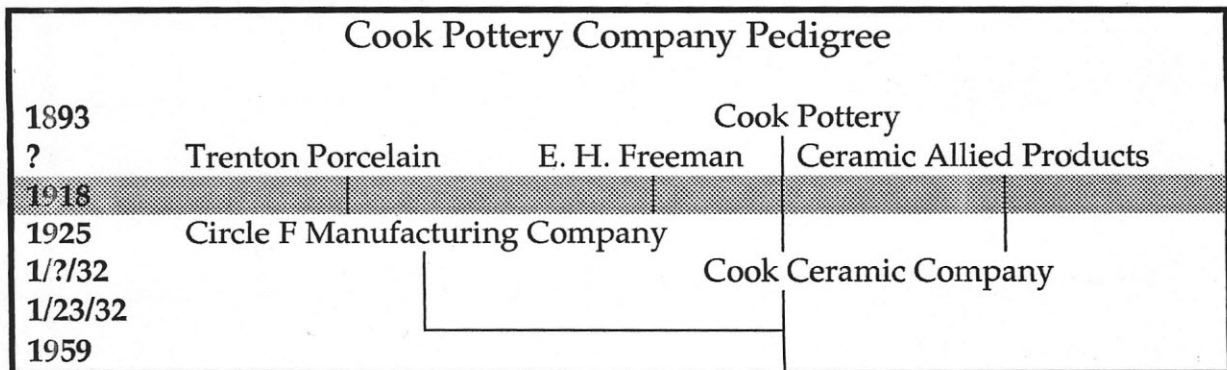 Cook Pottery Company Pedigree
1893 Cook Pottery
? Trenton Porcelain E. H. Freeman Ceramic Allied Products
1918
1925 Circle F Manufacturing Company
1/?/32 Cook Ceramic Company
1/23/32
1959